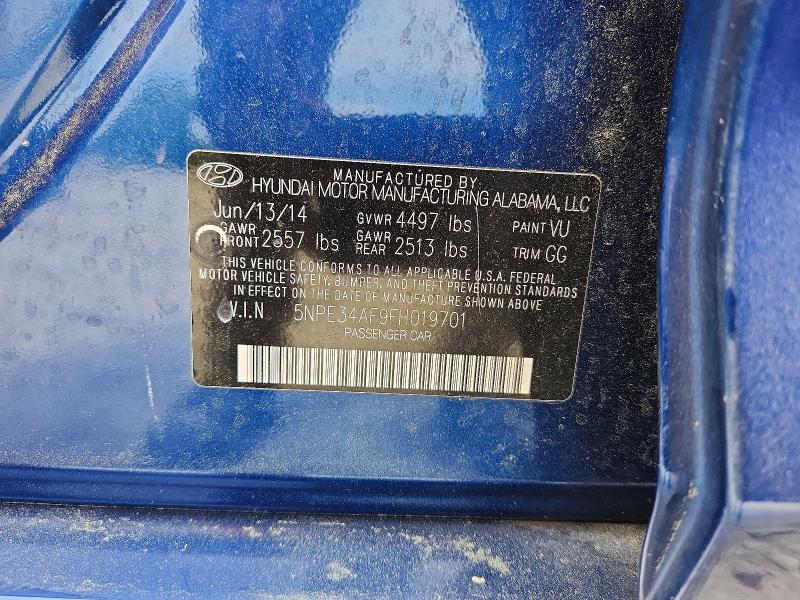 MANUFACTURED BY
HYUNDAI MOTOR MANUFACTURING ALABAMA, LLC
Jun/13/14 GVWR 4497 lbs PAINT VU
GAWR FRONT 2557 lbs GAWR REAR 2513 lbs TRIM GG
THIS VEHICLE CONFORMS TO ALL APPLICABLE U.S.A. FEDERAL
MOTOR VEHICLE SAFETY, BUMPER, AND THEFT PREVENTION STANDARDS
IN EFFECT ON THE DATE OF MANUFACTURE SHOWN ABOVE
V.I.N 5NPE34AF9FH019701
PASSENGER CAR